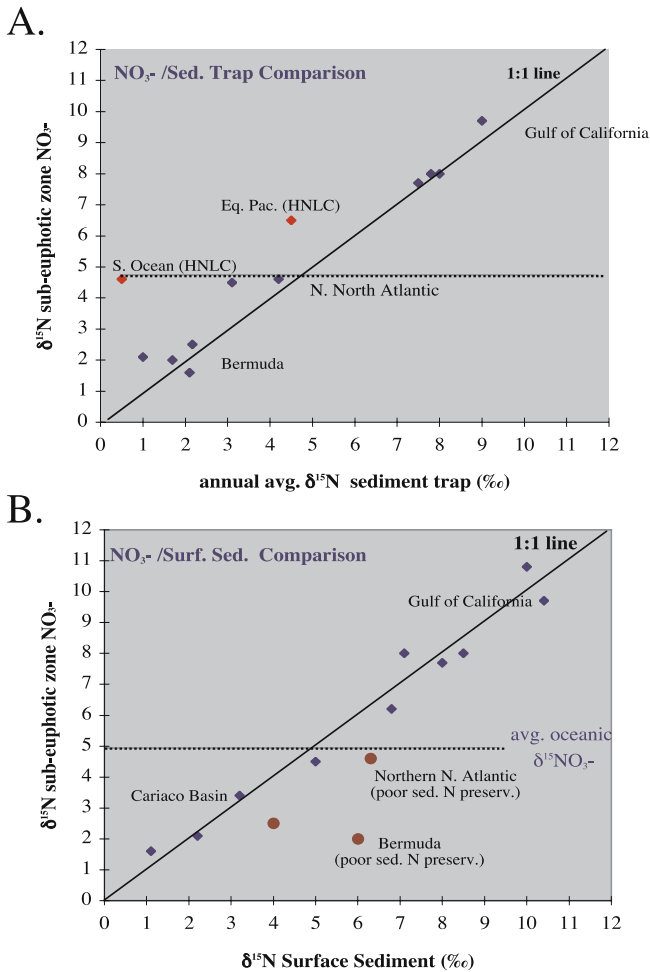 A.
NO₃- /Sed. Trap Comparison
1:1 line
Gulf of California
Eq. Pac. (HNLC)
S. Ocean (HNLC)
N. North Atlantic
Bermuda
δ¹⁵N sub-euphotic zone NO₃-
12
11
10
9
8
7
6
5
4
3
2
1
0
0 1 2 3 4 5 6 7 8 9 10 11 12
annual avg. δ¹⁵N sediment trap (‰)
B.
NO₃- /Surf. Sed. Comparison
1:1 line
Gulf of California
avg. oceanic
δ¹⁵NO₃-
Northern N. Atlantic
(poor sed. N preserv.)
Cariaco Basin
Bermuda
(poor sed. N preserv.)
δ¹⁵N sub-euphotic zone NO₃-
12
11
10
9
8
7
6
5
4
3
2
1
0
0 1 2 3 4 5 6 7 8 9 10 11 12
δ¹⁵N Surface Sediment (‰)